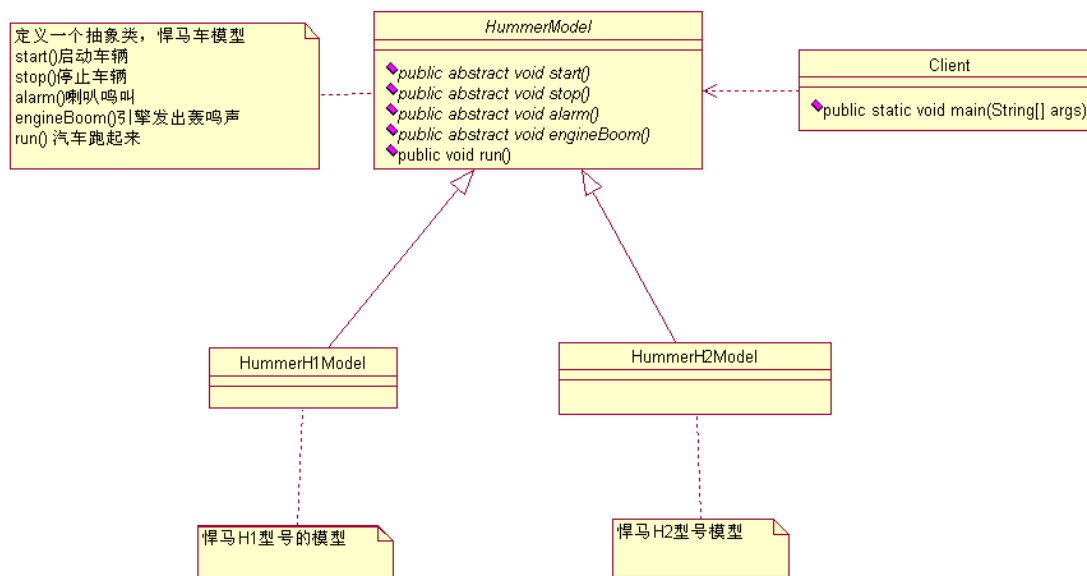 定义一个抽象类，悍马车模型
start()启动车辆
stop()停止车辆
alarm()喇叭鸣叫
engineBoom()引擎发出轰鸣声
run() 汽车跑起来
HummerModel
public abstract void start()
public abstract void stop()
public abstract void alarm()
public abstract void engineBoom()
public void run()
Client
public static void main(String[] args)
HummerH1Model
HummerH2Model
悍马H1型号的模型
悍马H2型号模型